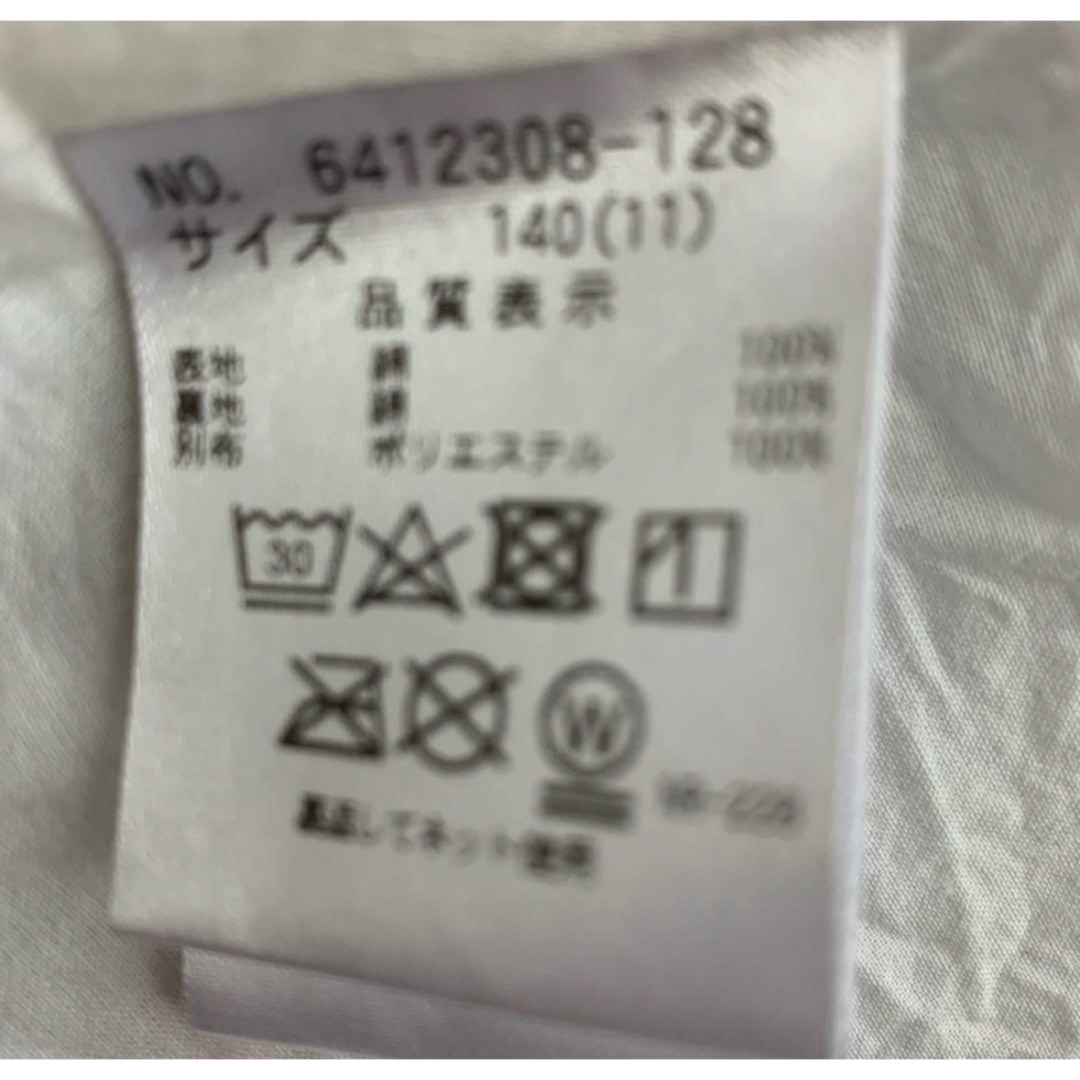 NO. 6412308-128
サイズ 140(11)
品質表示
表地 綿 100%
裏地 綿 100%
別布 ポリエステル 100%
30
W
裏返してネット使用